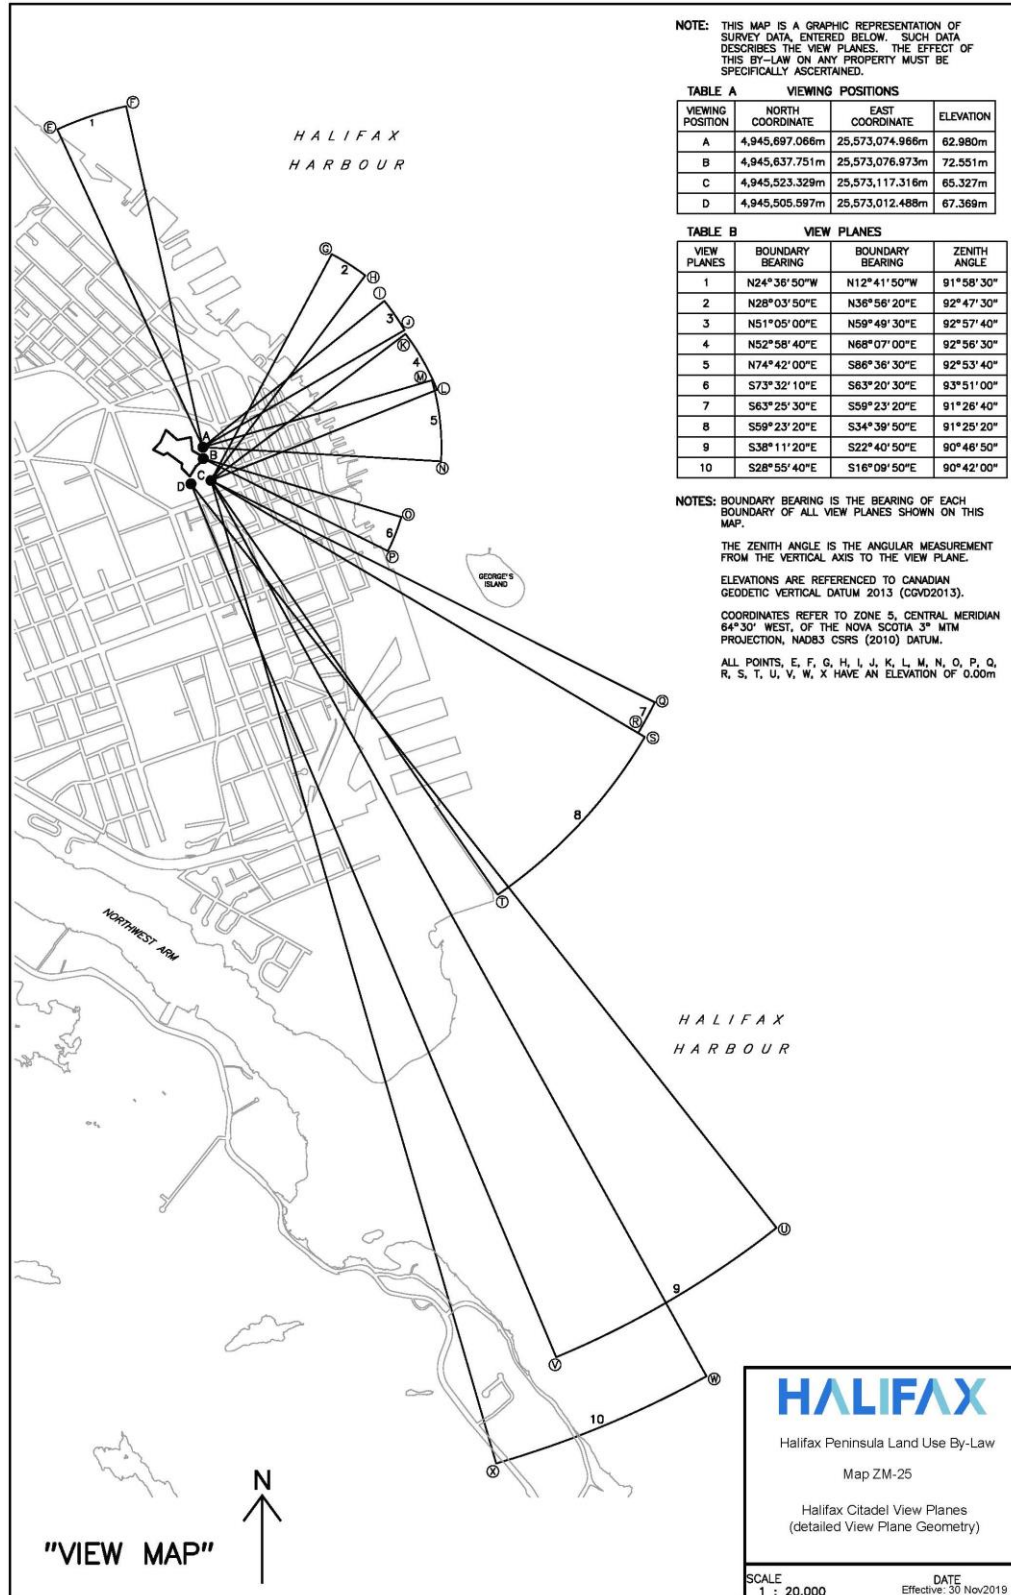 NOTE: THIS MAP IS A GRAPHIC REPRESENTATION OF
SURVEY DATA, ENTERED BELOW. SUCH DATA
DESCRIBES THE VIEW PLANES. THE EFFECT OF
THIS BY-LAW ON ANY PROPERTY MUST BE
SPECIFICALLY ASCERTAINED.
TABLE A VIEWING POSITIONS
VIEWING POSITION NORTH COORDINATE EAST COORDINATE ELEVATION
A 4,945,697.066m 25,573,074.966m 62.980m
B 4,945,637.751m 25,573,076.973m 72.551m
C 4,945,523.329m 25,573,117.316m 65.327m
D 4,945,505.597m 25,573,012.488m 67.369m
TABLE B VIEW PLANES
VIEW PLANES BOUNDARY BEARING BOUNDARY BEARING ZENITH ANGLE
1 N24°36'50"W N12°41'50"W 91°58'30"
2 N28°03'50"E N36°56'20"E 92°47'30"
3 N51°05'00"E N59°49'30"E 92°57'40"
4 N52°58'40"E N68°07'00"E 92°56'30"
5 N74°42'00"E S86°36'30"E 92°53'40"
6 S73°32'10"E S63°20'30"E 93°51'00"
7 S63°25'30"E S59°23'20"E 91°26'40"
8 S59°23'20"E S34°39'50"E 91°25'20"
9 S38°11'20"E S22°40'50"E 90°46'50"
10 S28°55'40"E S16°09'50"E 90°42'00"
NOTES: BOUNDARY BEARING IS THE BEARING OF EACH
BOUNDARY OF ALL VIEW PLANES SHOWN ON THIS
MAP.
THE ZENITH ANGLE IS THE ANGULAR MEASUREMENT
FROM THE VERTICAL AXIS TO THE VIEW PLANE.
ELEVATIONS ARE REFERENCED TO CANADIAN
GEODETIC VERTICAL DATUM 2013 (CGVD2013).
COORDINATES REFER TO ZONE 5, CENTRAL MERIDIAN
64°30' WEST, OF THE NOVA SCOTIA 3° MTM
PROJECTION, NAD83 CSRS (2010) DATUM.
ALL POINTS, E, F, G, H, I, J, K, L, M, N, O, P, Q,
R, S, T, U, V, W, X HAVE AN ELEVATION OF 0.00m
E
1
F
HALIFAX
HARBOUR
G
2
H
I
3
J
K
4
M
L
5
N
A
B
C
D
O
6
P
GEORGE'S
ISLAND
Q
7
R
S
8
T
NORTHWEST ARM
HALIFAX
HARBOUR
U
9
V
W
10
X
N
"VIEW MAP"
HALIFAX
Halifax Peninsula Land Use By-Law
Map ZM-25
Halifax Citadel View Planes
(detailed View Plane Geometry)
SCALE
1 : 20,000
DATE
Effective: 30 Nov2019